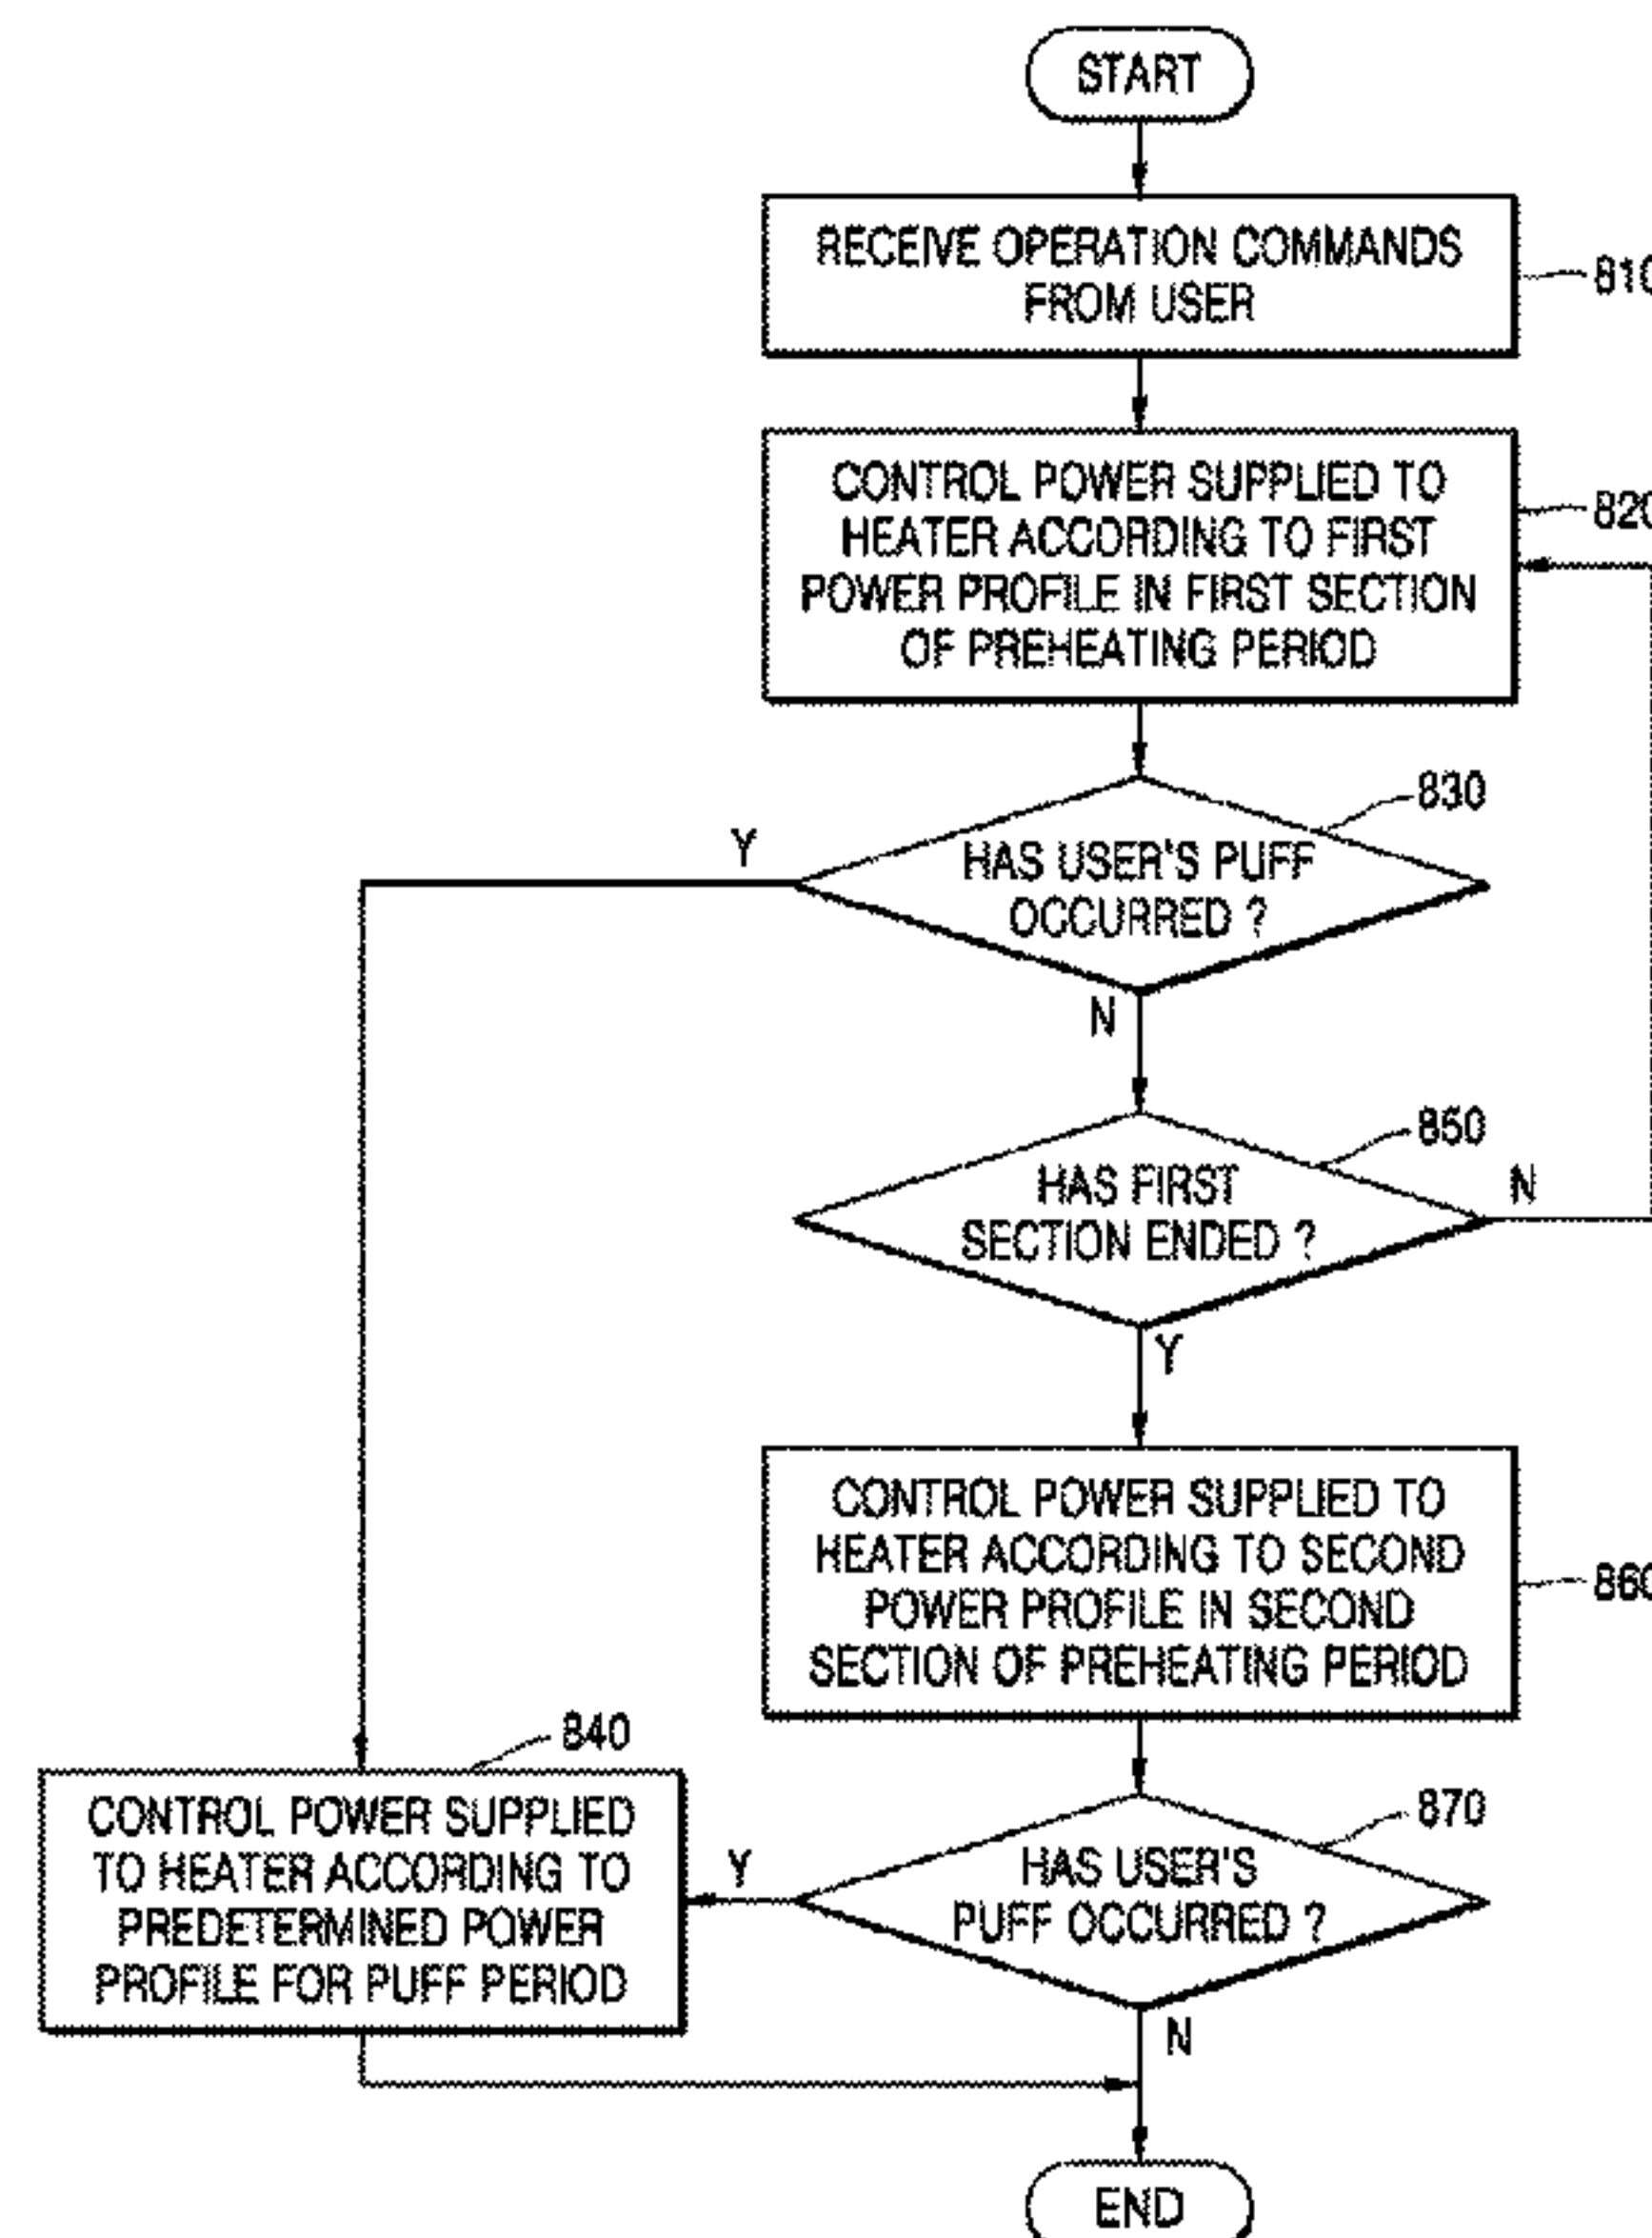 START
RECEIVE OPERATION COMMANDS
FROM USER
810
CONTROL POWER SUPPLIED TO
HEATER ACCORDING TO FIRST
POWER PROFILE IN FIRST SECTION
OF PREHEATING PERIOD
820
830
Y
HAS USER'S PUFF
OCCURRED ?
N
850
HAS FIRST
SECTION ENDED ?
N
Y
CONTROL POWER SUPPLIED TO
HEATER ACCORDING TO SECOND
POWER PROFILE IN SECOND
SECTION OF PREHEATING PERIOD
860
840
CONTROL POWER SUPPLIED
TO HEATER ACCORDING TO
PREDETERMINED POWER
PROFILE FOR PUFF PERIOD
870
Y
HAS USER'S
PUFF OCCURRED ?
N
END